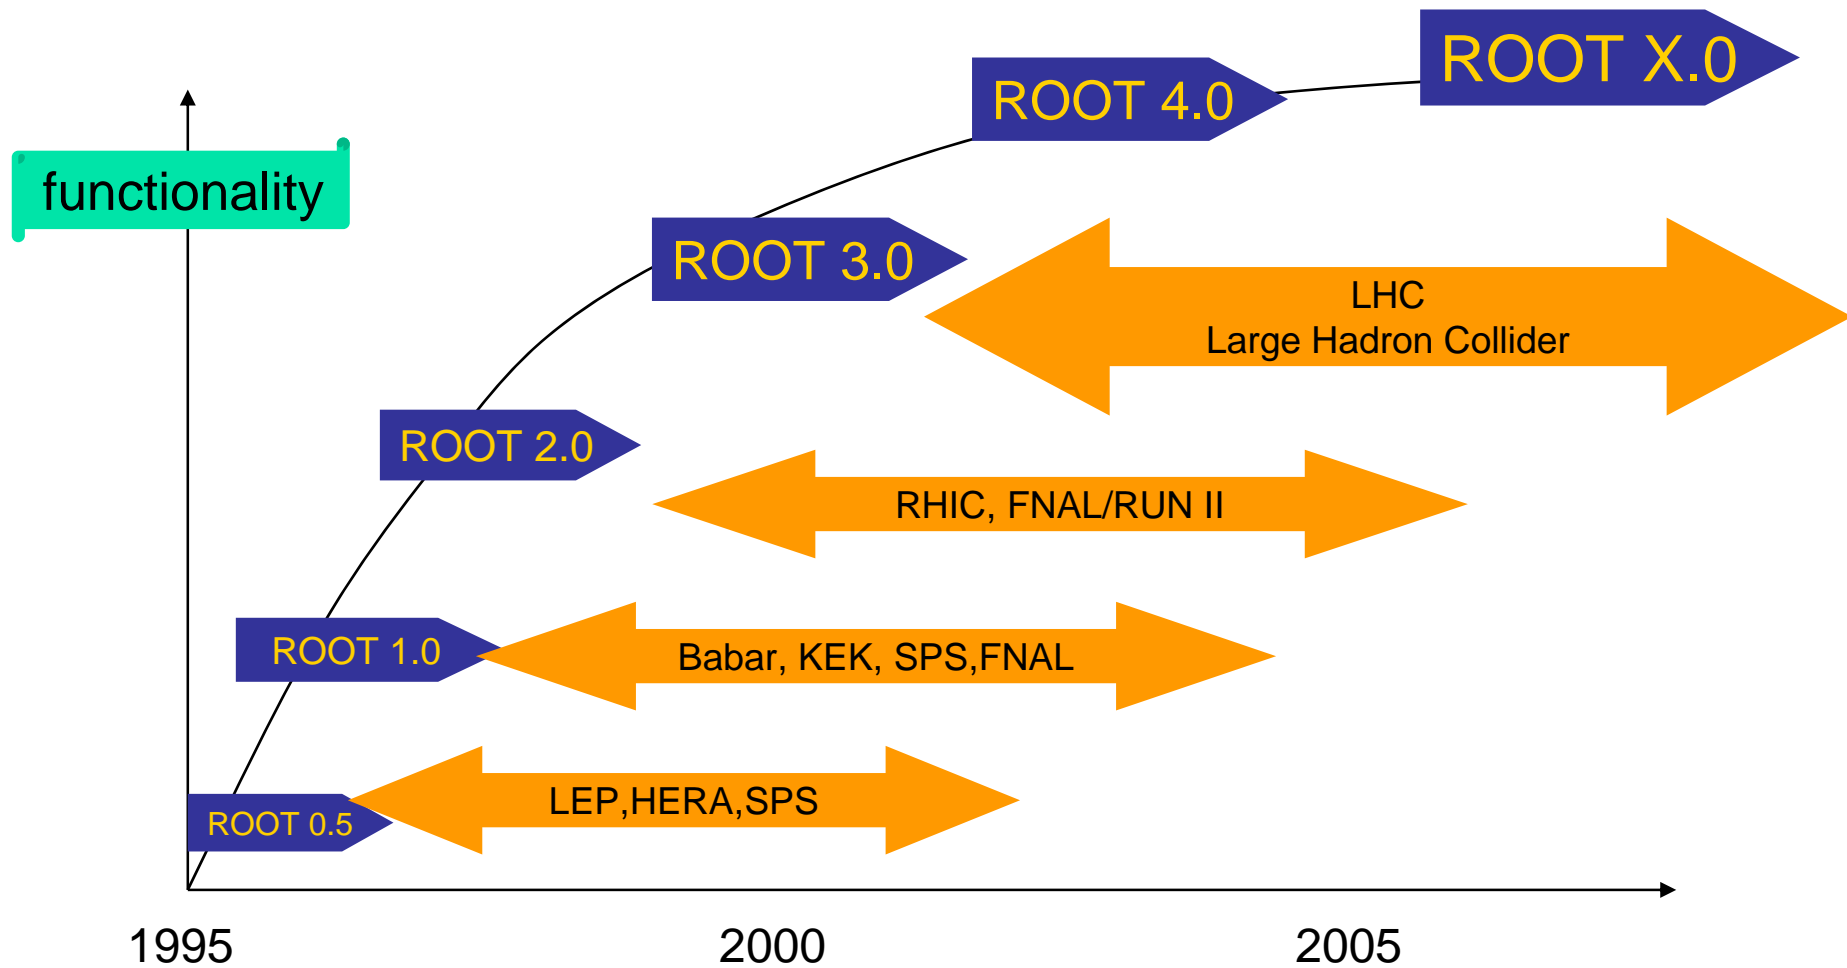 ROOT X.0
ROOT 4.0
functionality
ROOT 3.0
LHC
Large Hadron Collider
ROOT 2.0
RHIC, FNAL/RUN II
ROOT 1.0
Babar, KEK, SPS,FNAL
LEP,HERA,SPS
ROOT 0.5
1995
2000
2005